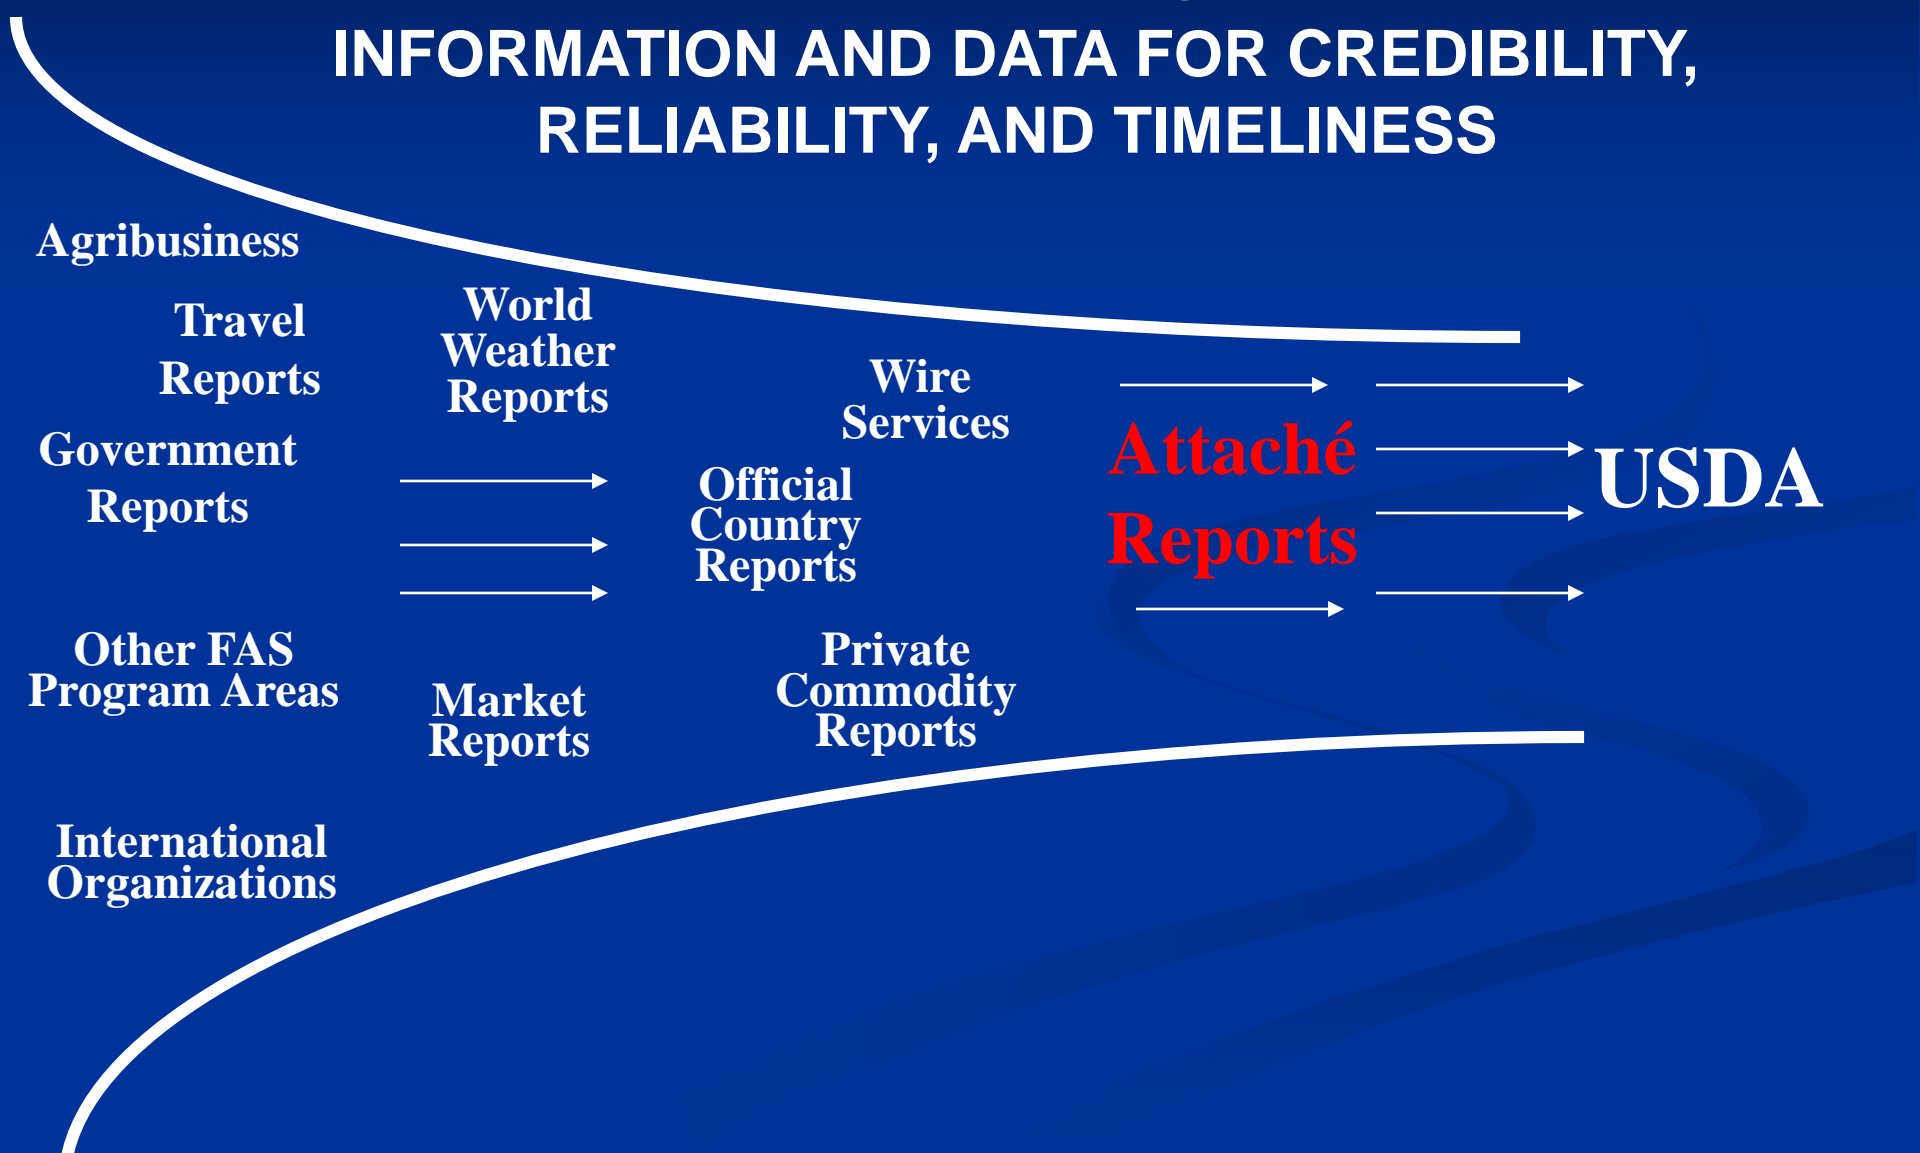 INFORMATION AND DATA FOR CREDIBILITY,
RELIABILITY, AND TIMELINESS
Agribusiness
Travel
Reports
World
Weather
Reports
Wire
Services
Government
Reports
Official
Country
Reports
Attaché
Reports
USDA
Other FAS
Program Areas
Market
Reports
Private
Commodity
Reports
International
Organizations